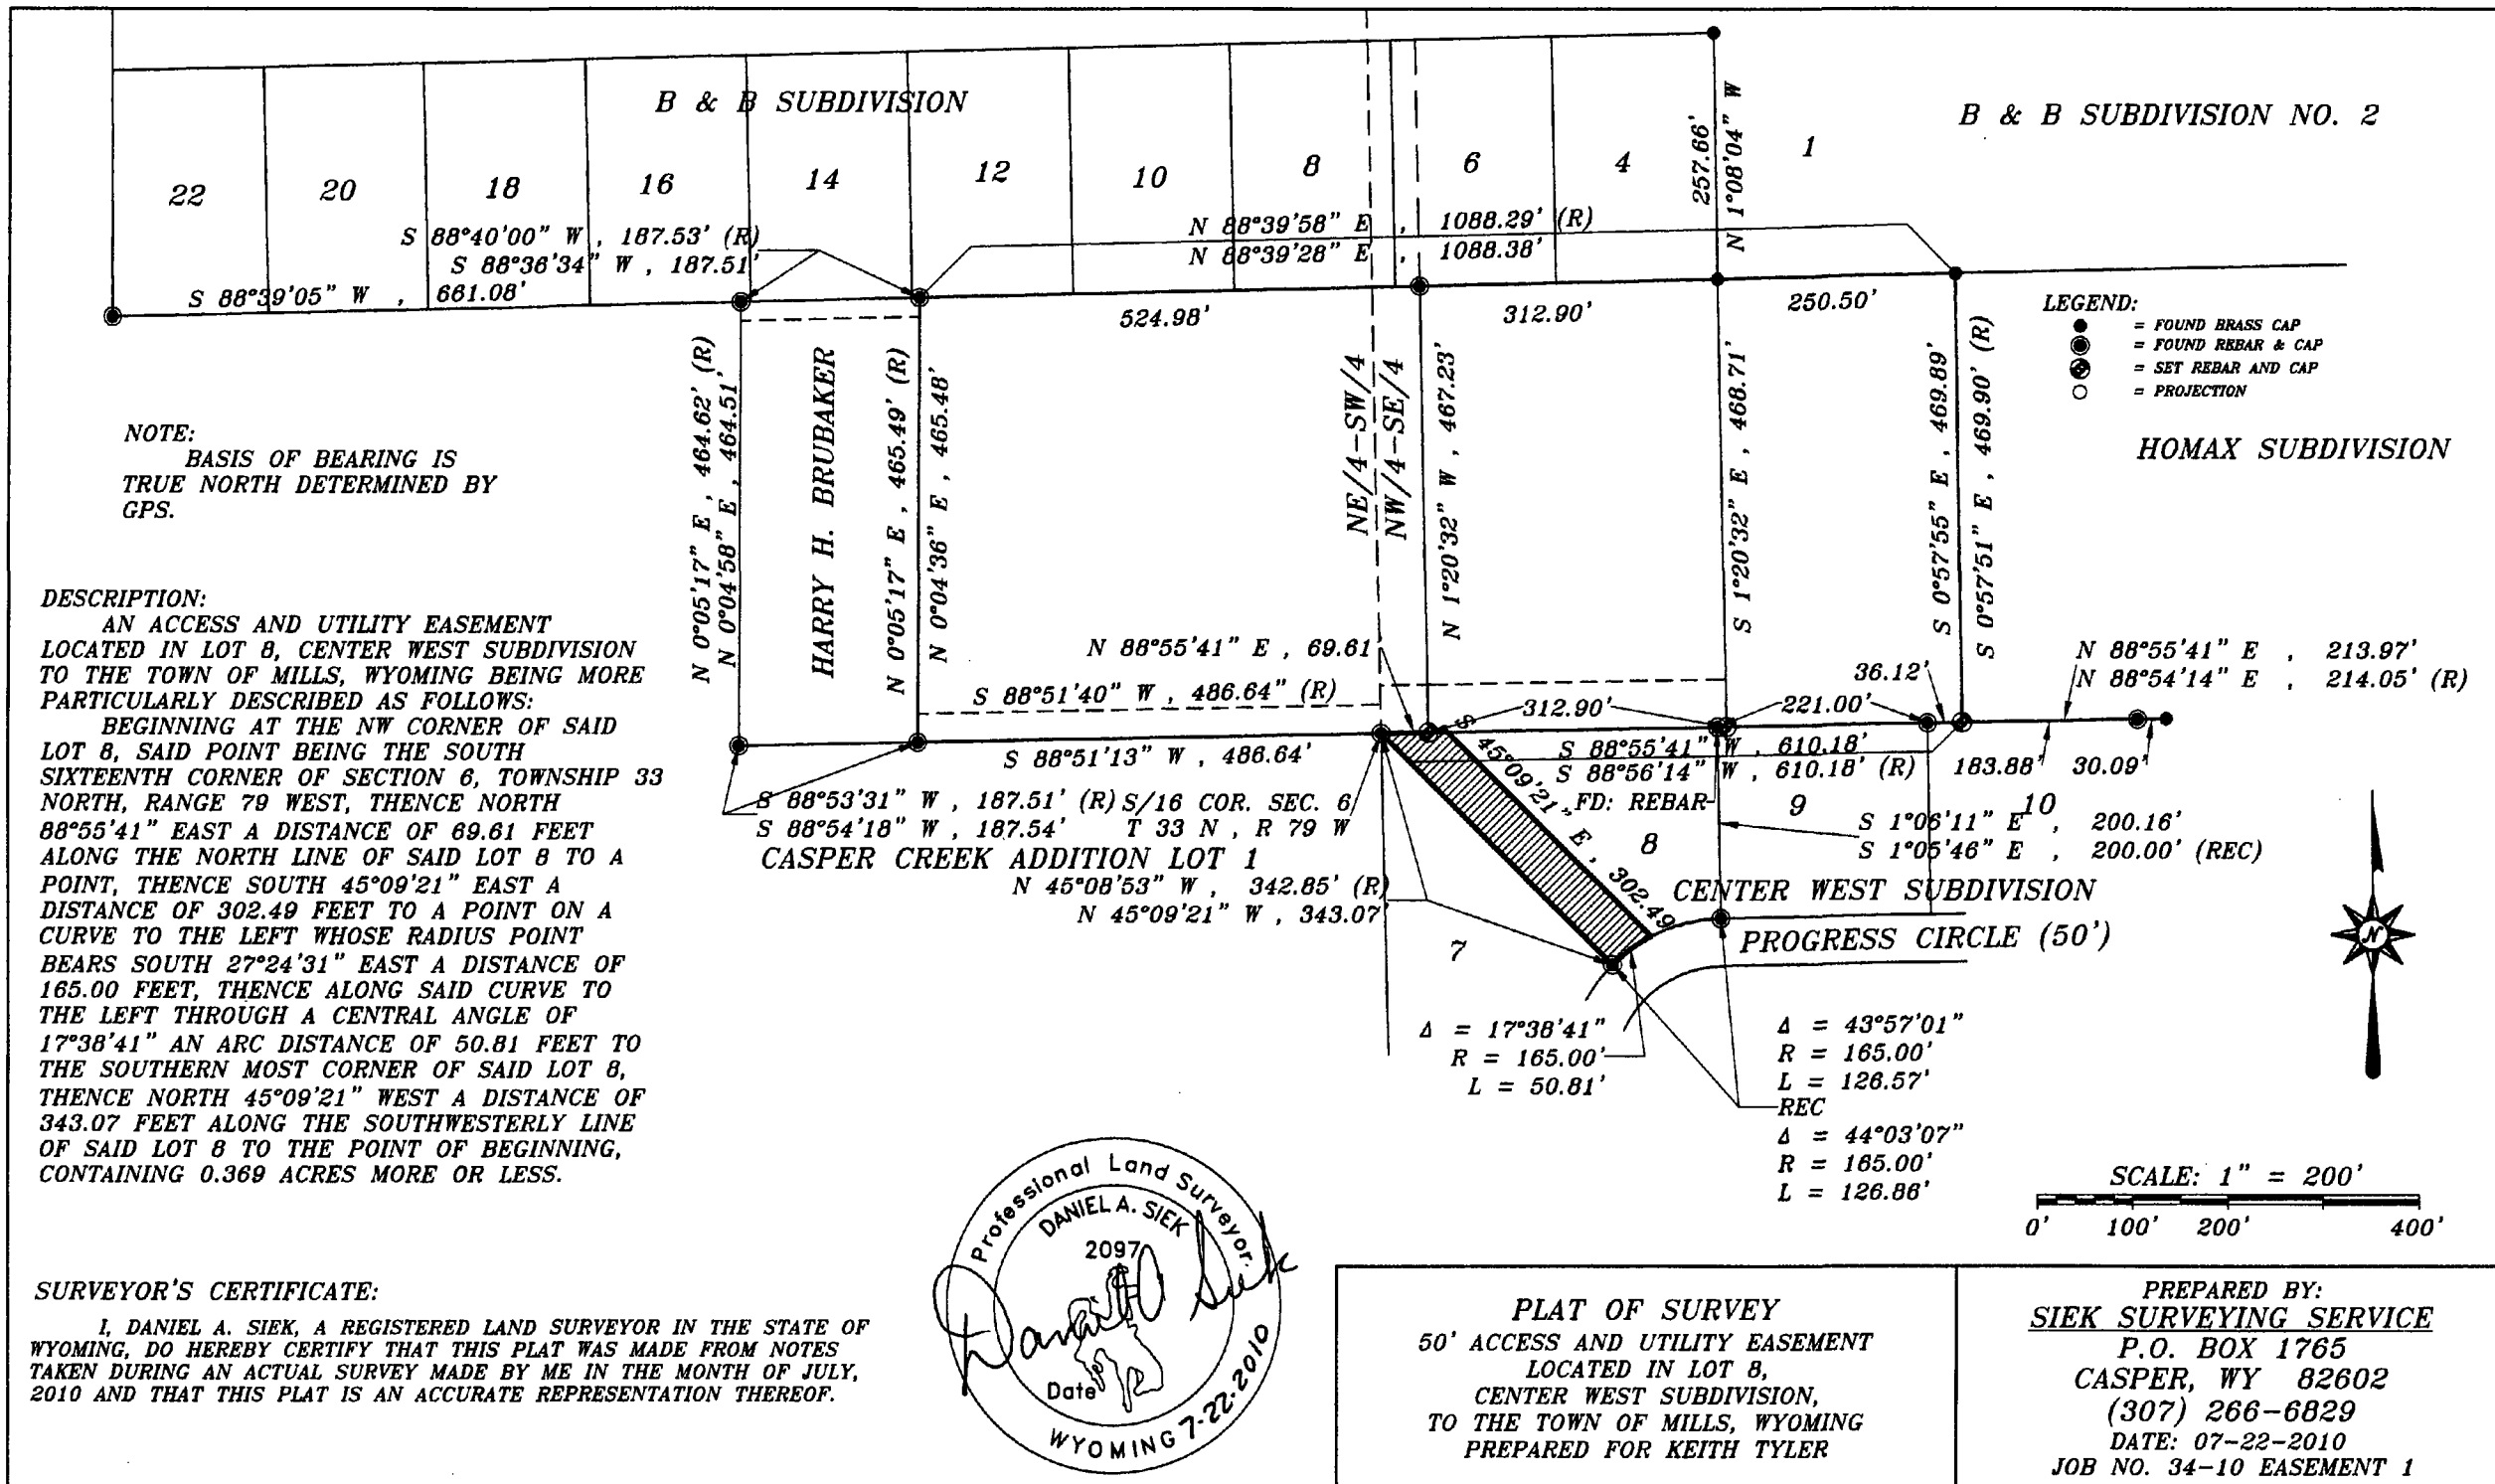 B & B SUBDIVISION
B & B SUBDIVISION NO. 2
22
20
18
16
14
12
10
8
6
4
1
257.66'
N 1°08'04" W
S 88°40'00" W , 187.53' (R)
S 88°36'34" W , 187.51'
S 88°39'05" W , 661.08'
N 88°39'58" E , 1088.29' (R)
N 88°39'28" E , 1088.38'
524.98'
312.90'
250.50'
LEGEND:
= FOUND BRASS CAP
= FOUND REBAR & CAP
= SET REBAR AND CAP
= PROJECTION
HOMAX SUBDIVISION
NOTE:
BASIS OF BEARING IS
TRUE NORTH DETERMINED BY
GPS.
N 0°05'17" E , 464.62' (R)
N 0°04'58" E , 464.51'
HARRY H. BRUBAKER
N 0°05'17" E , 465.49' (R)
N 0°04'36" E , 465.48'
NE/4-SW/4
NW/4-SE/4
N 1°20'32" W , 467.23'
S 1°20'32" E , 468.71'
S 0°57'55" E , 469.89'
S 0°57'51" E , 469.90' (R)
DESCRIPTION:
AN ACCESS AND UTILITY EASEMENT
LOCATED IN LOT 8, CENTER WEST SUBDIVISION
TO THE TOWN OF MILLS, WYOMING BEING MORE
PARTICULARLY DESCRIBED AS FOLLOWS:
BEGINNING AT THE NW CORNER OF SAID
LOT 8, SAID POINT BEING THE SOUTH
SIXTEENTH CORNER OF SECTION 6, TOWNSHIP 33
NORTH, RANGE 79 WEST, THENCE NORTH
88°55'41" EAST A DISTANCE OF 69.61 FEET
ALONG THE NORTH LINE OF SAID LOT 8 TO A
POINT, THENCE SOUTH 45°09'21" EAST A
DISTANCE OF 302.49 FEET TO A POINT ON A
CURVE TO THE LEFT WHOSE RADIUS POINT
BEARS SOUTH 27°24'31" EAST A DISTANCE OF
165.00 FEET, THENCE ALONG SAID CURVE TO
THE LEFT THROUGH A CENTRAL ANGLE OF
17°38'41" AN ARC DISTANCE OF 50.81 FEET TO
THE SOUTHERN MOST CORNER OF SAID LOT 8,
THENCE NORTH 45°09'21" WEST A DISTANCE OF
343.07 FEET ALONG THE SOUTHWESTERLY LINE
OF SAID LOT 8 TO THE POINT OF BEGINNING,
CONTAINING 0.369 ACRES MORE OR LESS.
N 88°55'41" E , 69.61'
S 88°51'40" W , 486.64" (R)
S 88°51'13" W , 486.64'
312.90'
221.00'
36.12'
N 88°55'41" E , 213.97'
N 88°54'14" E , 214.05' (R)
S 88°55'41" W , 610.18'
S 88°56'14" W , 610.18' (R)
183.88'
30.09'
S 45°09'21" E , 302.49
FD: REBAR
S 88°53'31" W , 187.51' (R)
S 88°54'18" W , 187.54'
S/16 COR. SEC. 6
T 33 N , R 79 W
CASPER CREEK ADDITION LOT 1
8
9
10
7
S 1°06'11" E , 200.16'
S 1°05'46" E , 200.00' (REC)
N 45°08'53" W , 342.85' (R)
N 45°09'21" W , 343.07'
CENTER WEST SUBDIVISION
PROGRESS CIRCLE (50')
N
Δ = 17°38'41"
R = 165.00'
L = 50.81'
Δ = 43°57'01"
R = 165.00'
L = 126.57'
REC
Δ = 44°03'07"
R = 165.00'
L = 126.86'
SCALE: 1" = 200'
0' 100' 200' 400'
SURVEYOR'S CERTIFICATE:
I, DANIEL A. SIEK, A REGISTERED LAND SURVEYOR IN THE STATE OF
WYOMING, DO HEREBY CERTIFY THAT THIS PLAT WAS MADE FROM NOTES
TAKEN DURING AN ACTUAL SURVEY MADE BY ME IN THE MONTH OF JULY,
2010 AND THAT THIS PLAT IS AN ACCURATE REPRESENTATION THEREOF.
Professional Land Surveyor
DANIEL A. SIEK
2097
Daniel A Siek
Date
WYOMING 7-22-2010
PLAT OF SURVEY
50' ACCESS AND UTILITY EASEMENT
LOCATED IN LOT 8,
CENTER WEST SUBDIVISION,
TO THE TOWN OF MILLS, WYOMING
PREPARED FOR KEITH TYLER
PREPARED BY:
SIEK SURVEYING SERVICE
P.O. BOX 1765
CASPER, WY 82602
(307) 266-6829
DATE: 07-22-2010
JOB NO. 34-10 EASEMENT 1